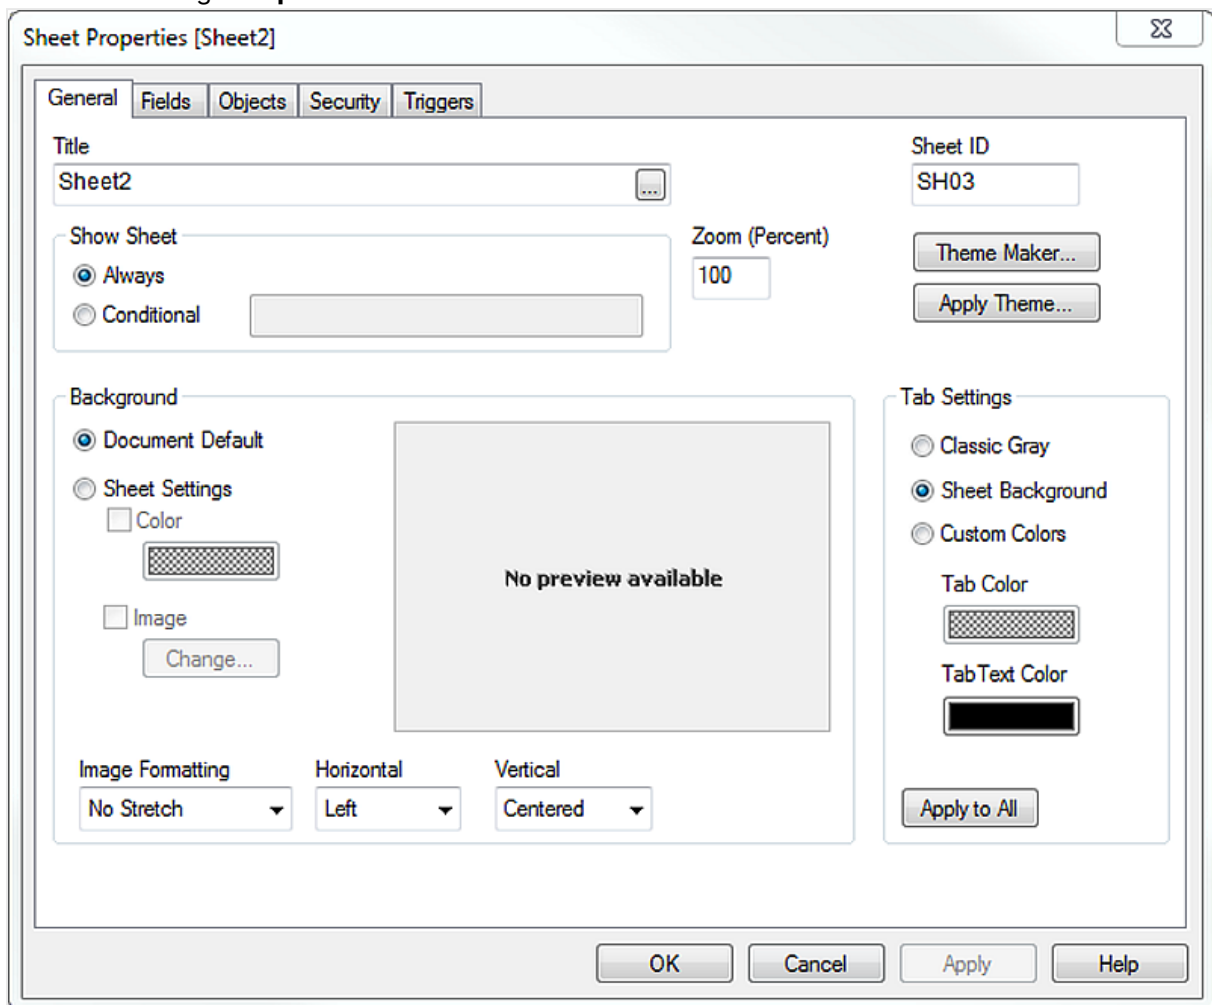 Sheet Properties [Sheet2]
General Fields Objects Security Triggers
Title
Sheet ID
Sheet2
...
SH03
Show Sheet
Always
Conditional
Zoom (Percent)
100
Theme Maker...
Apply Theme...
Background
Document Default
Sheet Settings
Color
Image
Change...
No preview available
Image Formatting Horizontal Vertical
No Stretch Left Centered
Tab Settings
Classic Gray
Sheet Background
Custom Colors
Tab Color
Tab Text Color
Apply to All
OK Cancel Apply Help